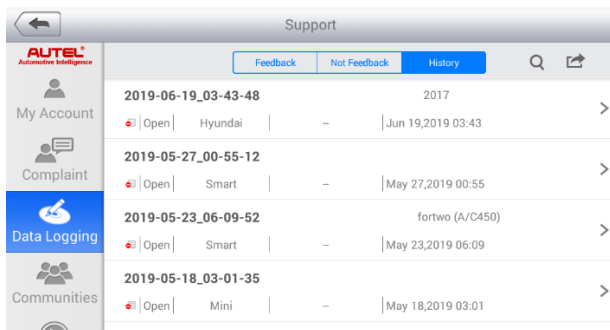 Support
AUTEL®
Automotive Intelligence
Feedback Not Feedback History
My Account
Complaint
Data Logging
Communities
2019-06-19_03-43-48 2017
Open Hyundai – Jun 19,2019 03:43
2019-05-27_00-55-12
Open Smart – May 27,2019 00:55
2019-05-23_06-09-52 fortwo (A/C450)
Open Smart – May 23,2019 06:09
2019-05-18_03-01-35
Open Mini – May 18,2019 03:01